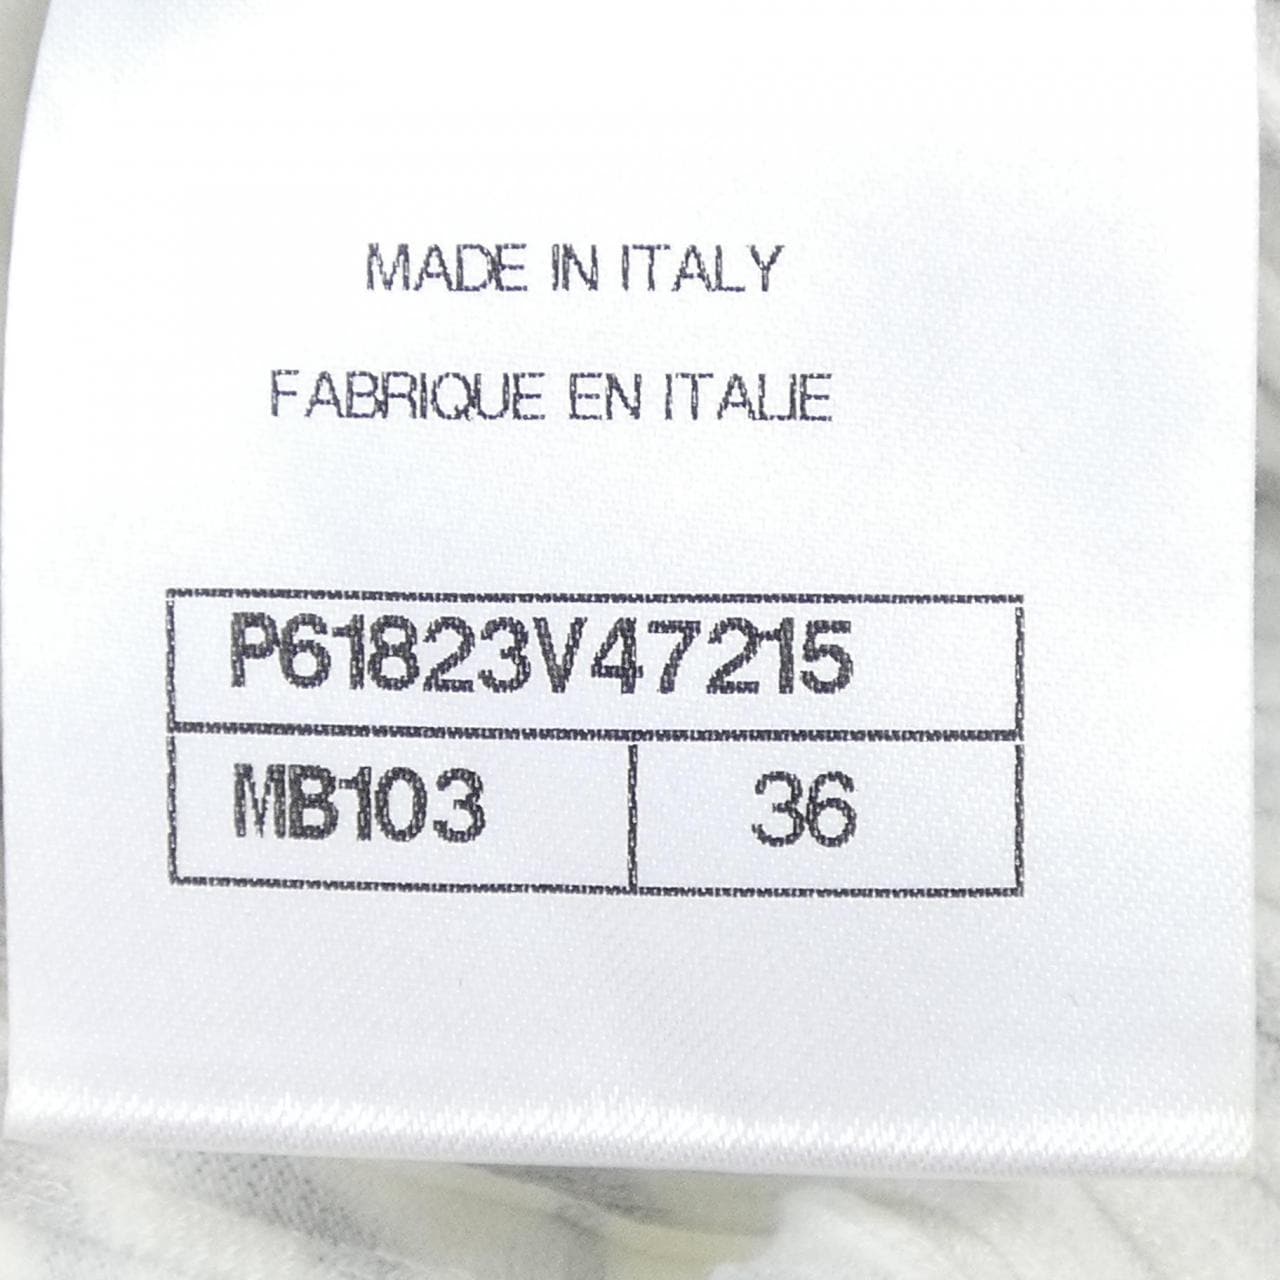 MADE IN ITALY
FABRIQUE EN ITALIE
P61823V47215
MB103 36